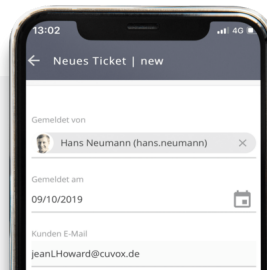 13:02
4G
Neues Ticket | new
Gemeldet von
Hans Neumann (hans.neumann)
Gemeldet am
09/10/2019
Kunden E-Mail
jeanLHoward@cuvox.de